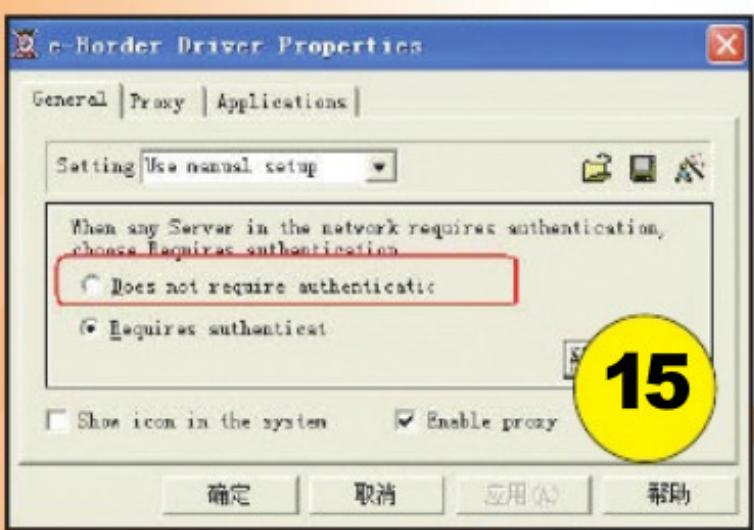 e-Border Driver Properties
General Proxy Applications
Setting Use manual setup
When any Server in the network requires authentication,
choose Requires authentication
Does not require authenticatic
Requires authenticat
15
Show icon in the system Enable proxy
确定 取消 应用(A) 帮助